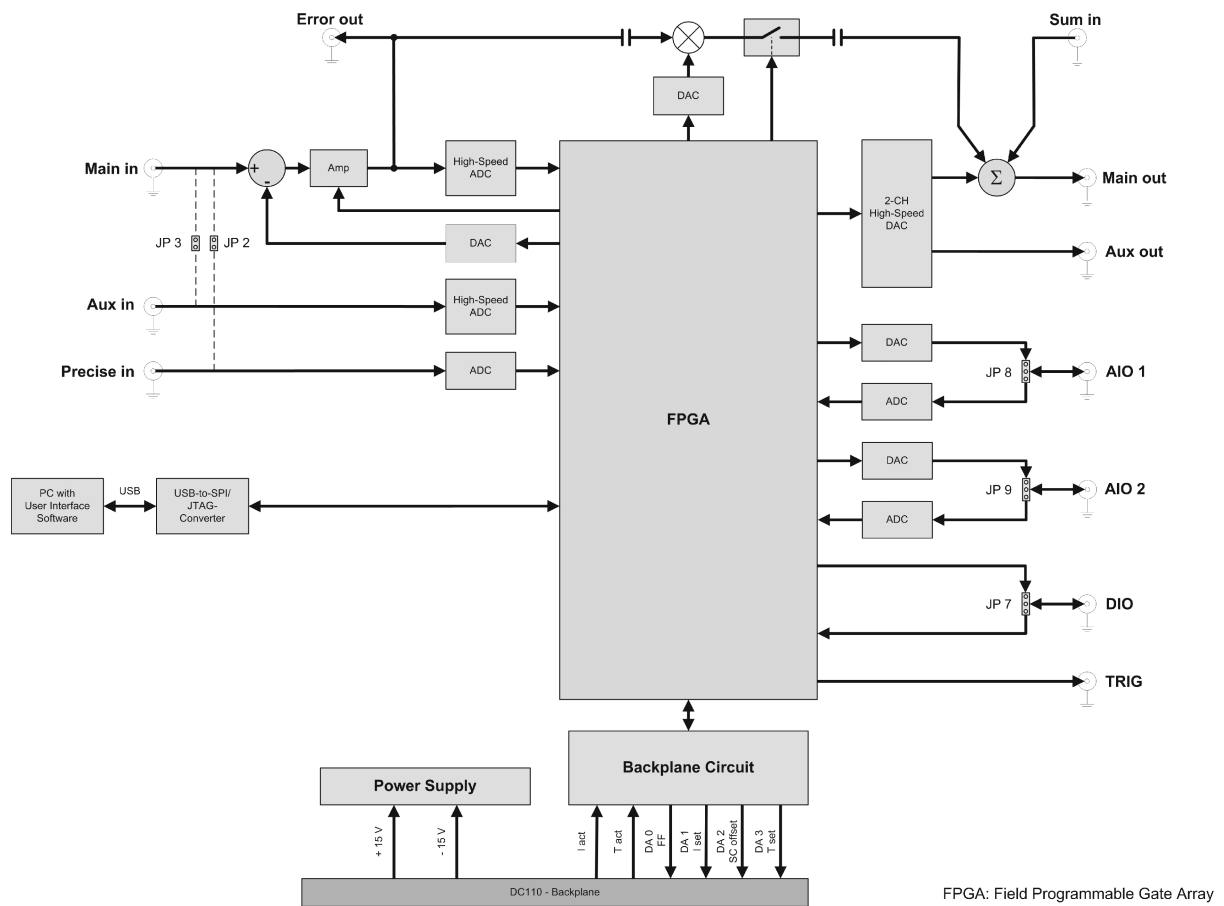 Error out
Sum in
DAC
Main in
+
-
Amp
High-Speed
ADC
2-CH
High-Speed
DAC
Σ
Main out
JP 3
JP 2
DAC
Aux out
Aux in
High-Speed
ADC
Precise in
ADC
FPGA
DAC
JP 8
AIO 1
ADC
DAC
JP 9
AIO 2
ADC
PC with
User Interface
Software
USB
USB-to-SPI/
JTAG-
Converter
JP 7
DIO
TRIG
Power Supply
Backplane Circuit
+ 15 V
- 15 V
I act
T act
DA 0
FF
DA 1
I set
DA 2
SC offset
DA 3
T set
DC110 - Backplane
FPGA: Field Programmable Gate Array